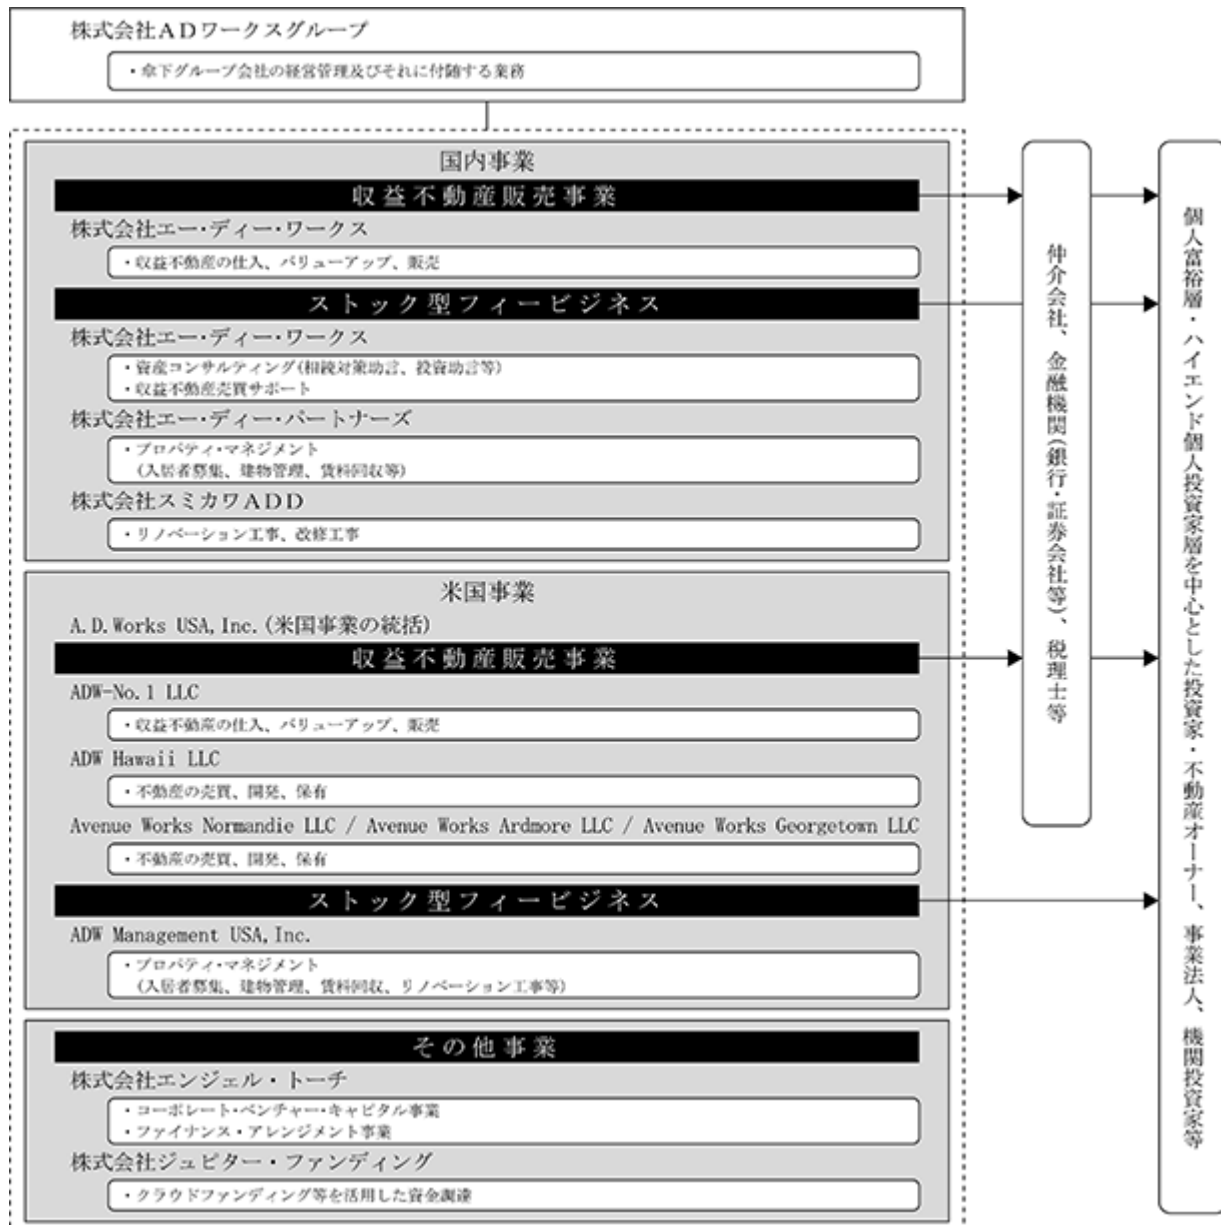 株式会社ＡＤワークスグループ
・傘下グループ会社の経営管理及びそれに付随する業務
国内事業
収益不動産販売事業
株式会社エー・ディー・ワークス
・収益不動産の仕入、バリューアップ、販売
ストック型フィービジネス
株式会社エー・ディー・ワークス
・資産コンサルティング(相続対策助言、投資助言等)
・収益不動産売買サポート
株式会社エー・ディー・パートナーズ
・プロパティ・マネジメント
(入居者募集、建物管理、賃料回収等)
株式会社スミカワＡＤＤ
・リノベーション工事、改修工事
米国事業
A.D.Works USA,Inc.(米国事業の統括)
収益不動産販売事業
ADW-No.1 LLC
・収益不動産の仕入、バリューアップ、販売
ADW Hawaii LLC
・不動産の売買、開発、保有
Avenue Works Normandie LLC / Avenue Works Ardmore LLC / Avenue Works Georgetown LLC
・不動産の売買、開発、保有
ストック型フィービジネス
ADW Management USA,Inc.
・プロパティ・マネジメント
(入居者募集、建物管理、賃料回収、リノベーション工事等)
その他事業
株式会社エンジェル・トーチ
・コーポレート・ベンチャー・キャピタル事業
・ファイナンス・アレンジメント事業
株式会社ジュピター・ファンディング
・クラウドファンディング等を活用した資金調達
仲介会社、金融機関(銀行・証券会社等)、税理士等
個人富裕層・ハイエンド個人投資家層を中心とした投資家・不動産オーナー、事業法人、機関投資家等